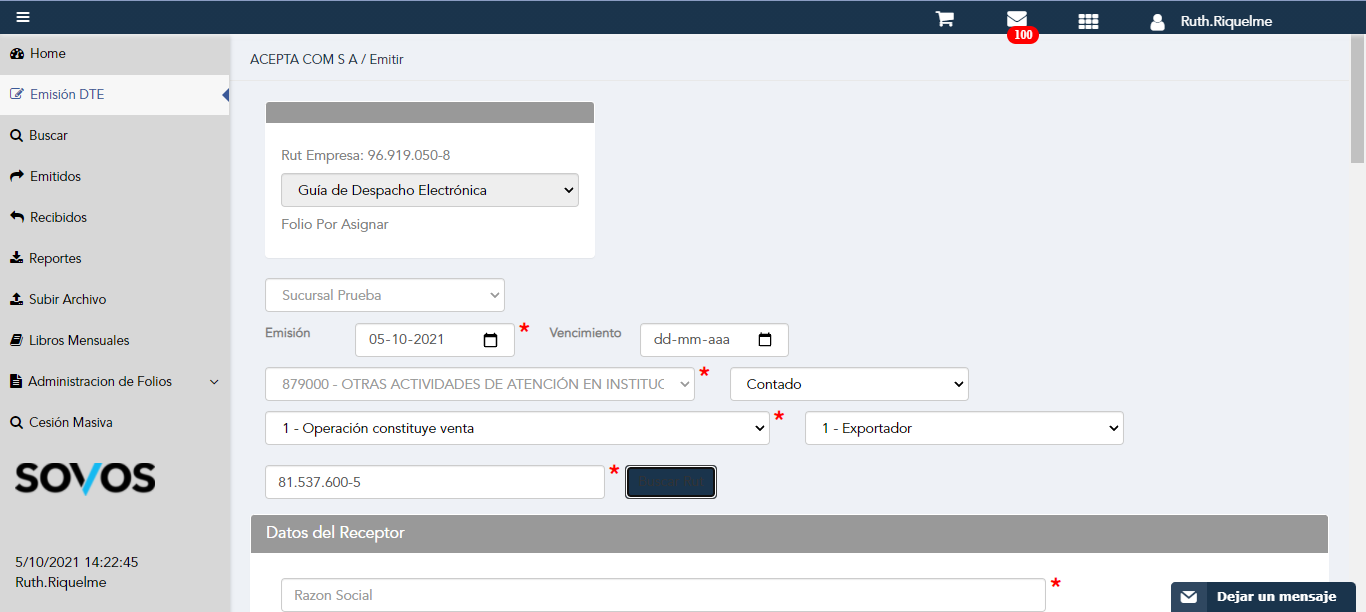 100
Ruth.Riquelme
Home
Emisión DTE
Buscar
Emitidos
Recibidos
Reportes
Subir Archivo
Libros Mensuales
Administracion de Folios
Cesión Masiva
SOVOS
5/10/2021 14:22:45
Ruth.Riquelme
ACEPTA COM S A / Emitir
Rut Empresa: 96.919.050-8
Guía de Despacho Electrónica
Folio Por Asignar
Sucursal Prueba
Emisión 05-10-2021 * Vencimiento dd-mm-aaa
879000 - OTRAS ACTIVIDADES DE ATENCIÓN EN INSTITUC * Contado
1 - Operación constituye venta * 1 - Exportador
81.537.600-5 *
Datos del Receptor
Razon Social *
Dejar un mensaje